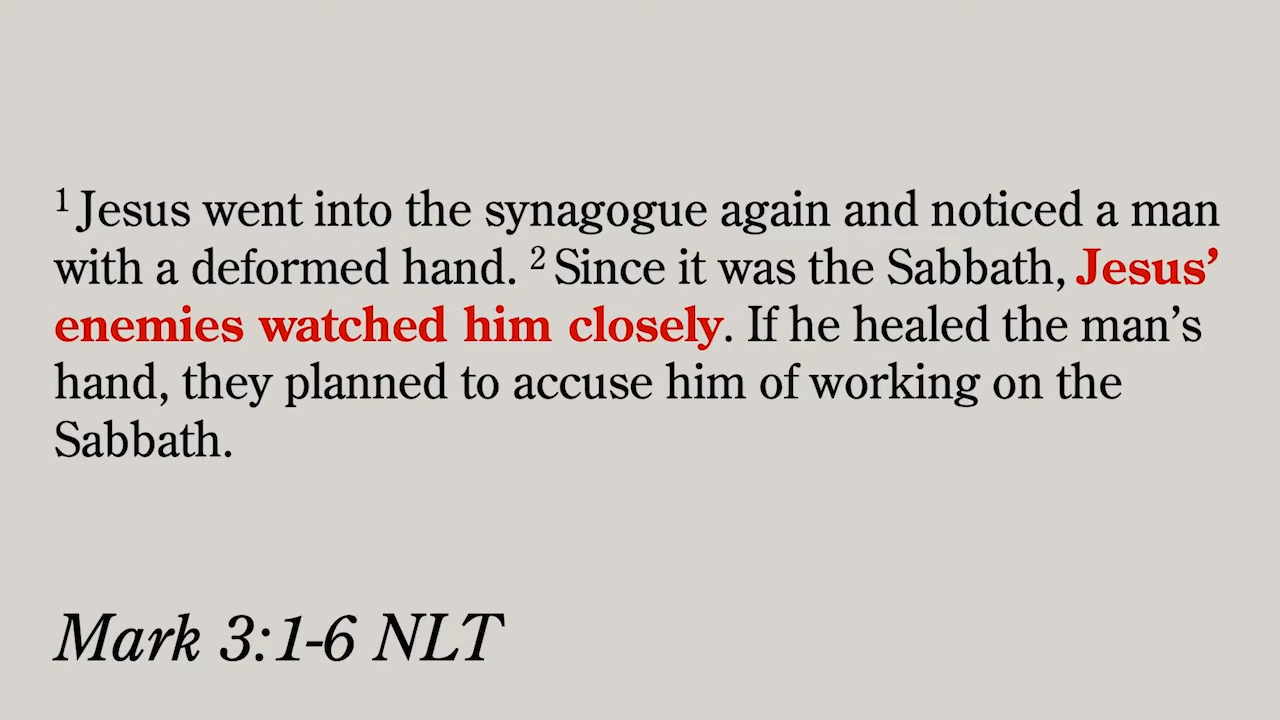 ¹ Jesus went into the synagogue again and noticed a man
with a deformed hand. ² Since it was the Sabbath, Jesus’
enemies watched him closely. If he healed the man’s
hand, they planned to accuse him of working on the
Sabbath.
Mark 3:1-6 NLT